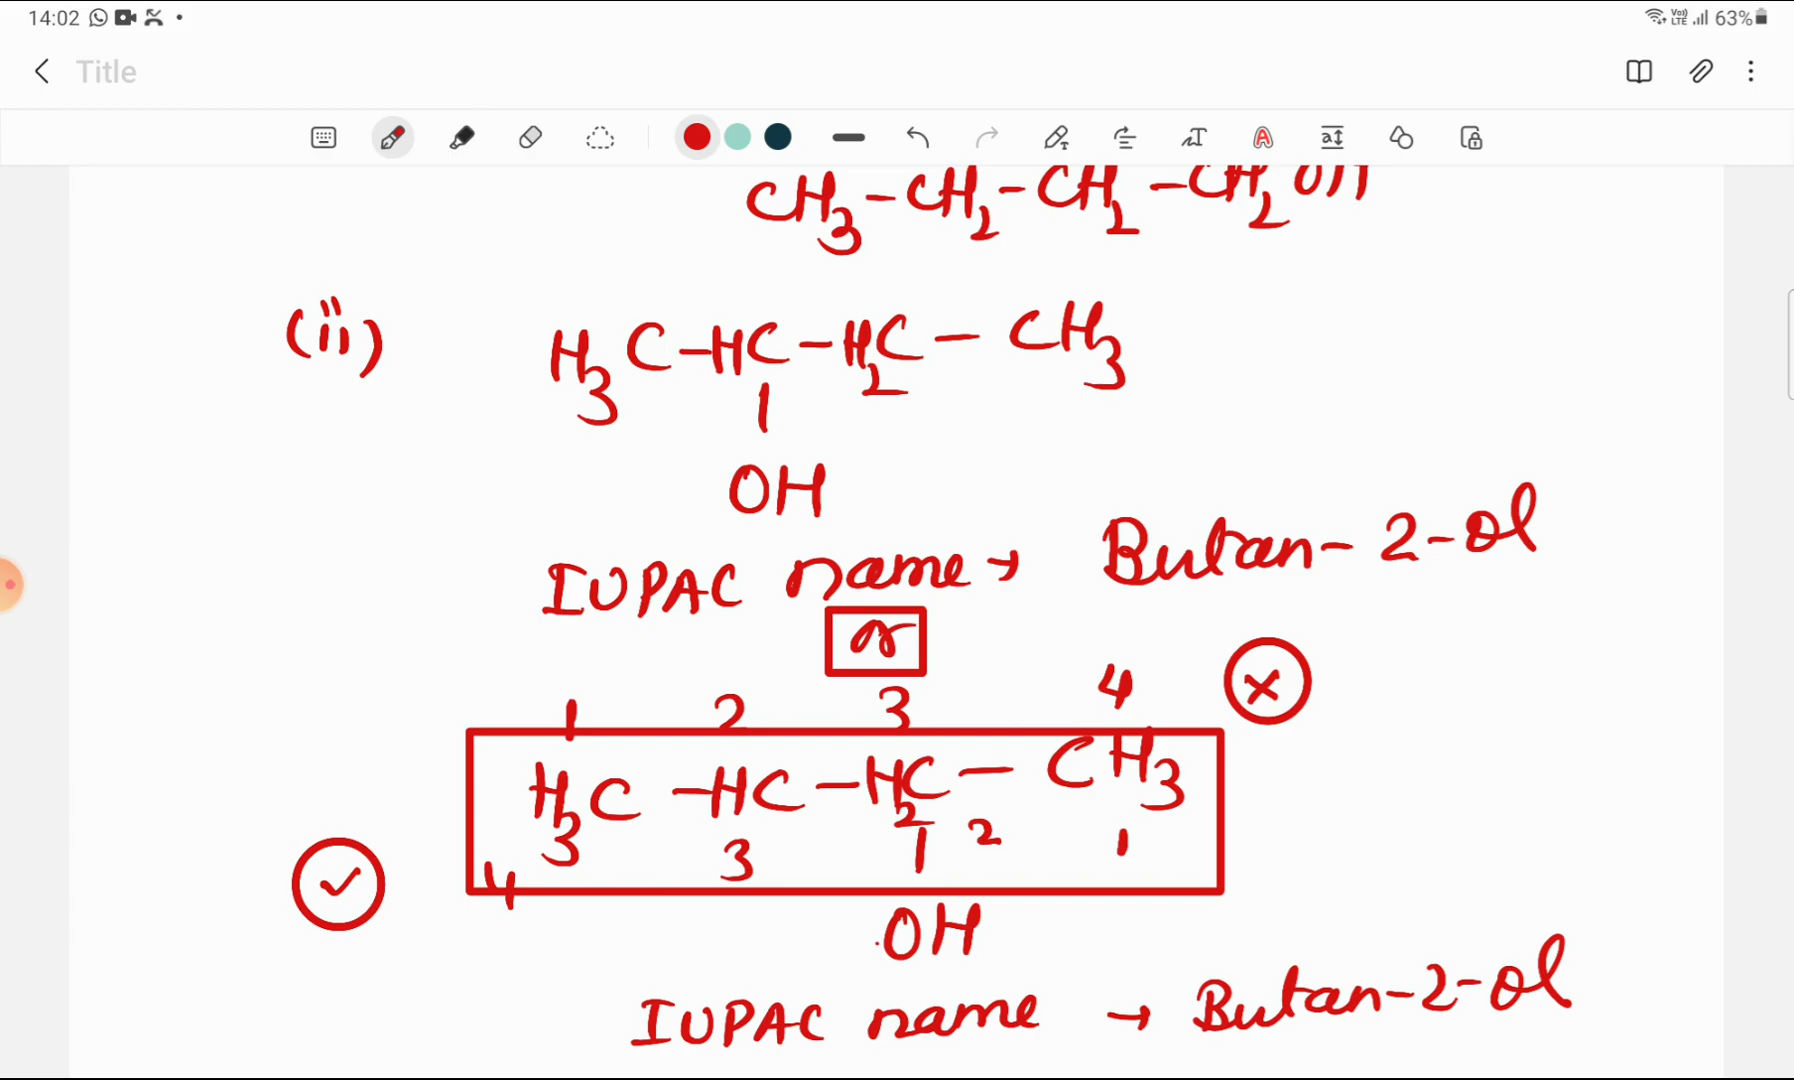 14:02
63%
Title
CH3-CH2-CH2-CH2OH
(ii) H3C-HC-H2C-CH3
OH
IUPAC name → Butan-2-ol
or
1 2 3 4 ×
H3C-HC-H2C-CH3
4 3 2 1 ✓
OH
IUPAC name → Butan-2-ol